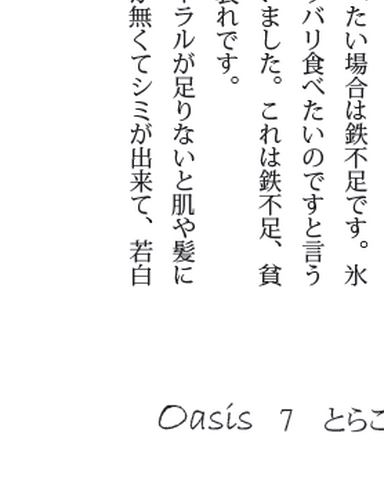 たい場合は鉄不足です。氷
バリ食べたいのですと言う
ました。これは鉄不足、貧
れです。
ラルが足りないと肌や髪に
無くてシミが出来て、若白
Oasis 7 とらこ